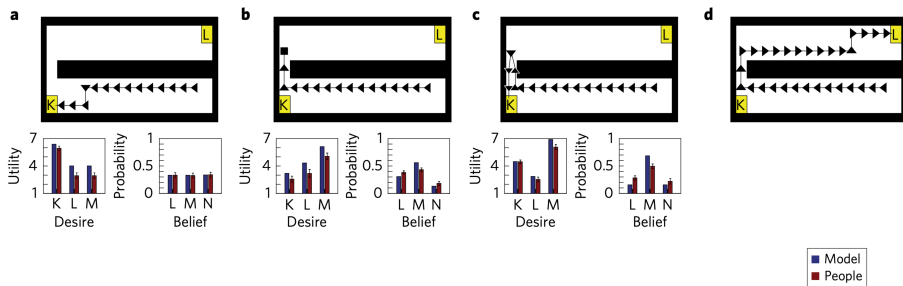 a
b
c
d
L
K
L
K
L
K
L
K
Utility
7
4
1
K L M
Desire
Probability
1
0.5
0
L M N
Belief
Utility
7
4
1
K L M
Desire
Probability
1
0.5
0
L M N
Belief
Utility
7
4
1
K L M
Desire
Probability
1
0.5
0
L M N
Belief
Model
People